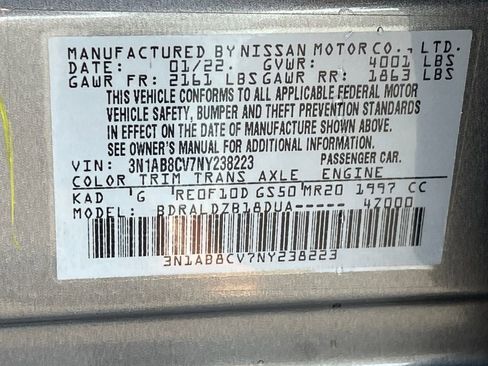 MANUFACTURED BY NISSAN MOTOR CO., LTD.
DATE: 01/22. GVWR: 4001 LBS
GAWR FR: 2161 LBS GAWR RR: 1863 LBS
THIS VEHICLE CONFORMS TO ALL APPLICABLE FEDERAL MOTOR
VEHICLE SAFETY, BUMPER AND THEFT PREVENTION STANDARDS
IN EFFECT ON THE DATE OF MANUFACTURE SHOWN ABOVE.
SEE OWNER'S MANUAL FOR ADDITIONAL INFORMATION.
VIN: 3N1AB8CV7NY238223 PASSENGER CAR.
COLOR TRIM TRANS AXLE ENGINE
KAD G RE0F10D GS50 MR20 1997 CC
MODEL: BDRALDZB18DUA----- 47000
3N1AB8CV7NY238223